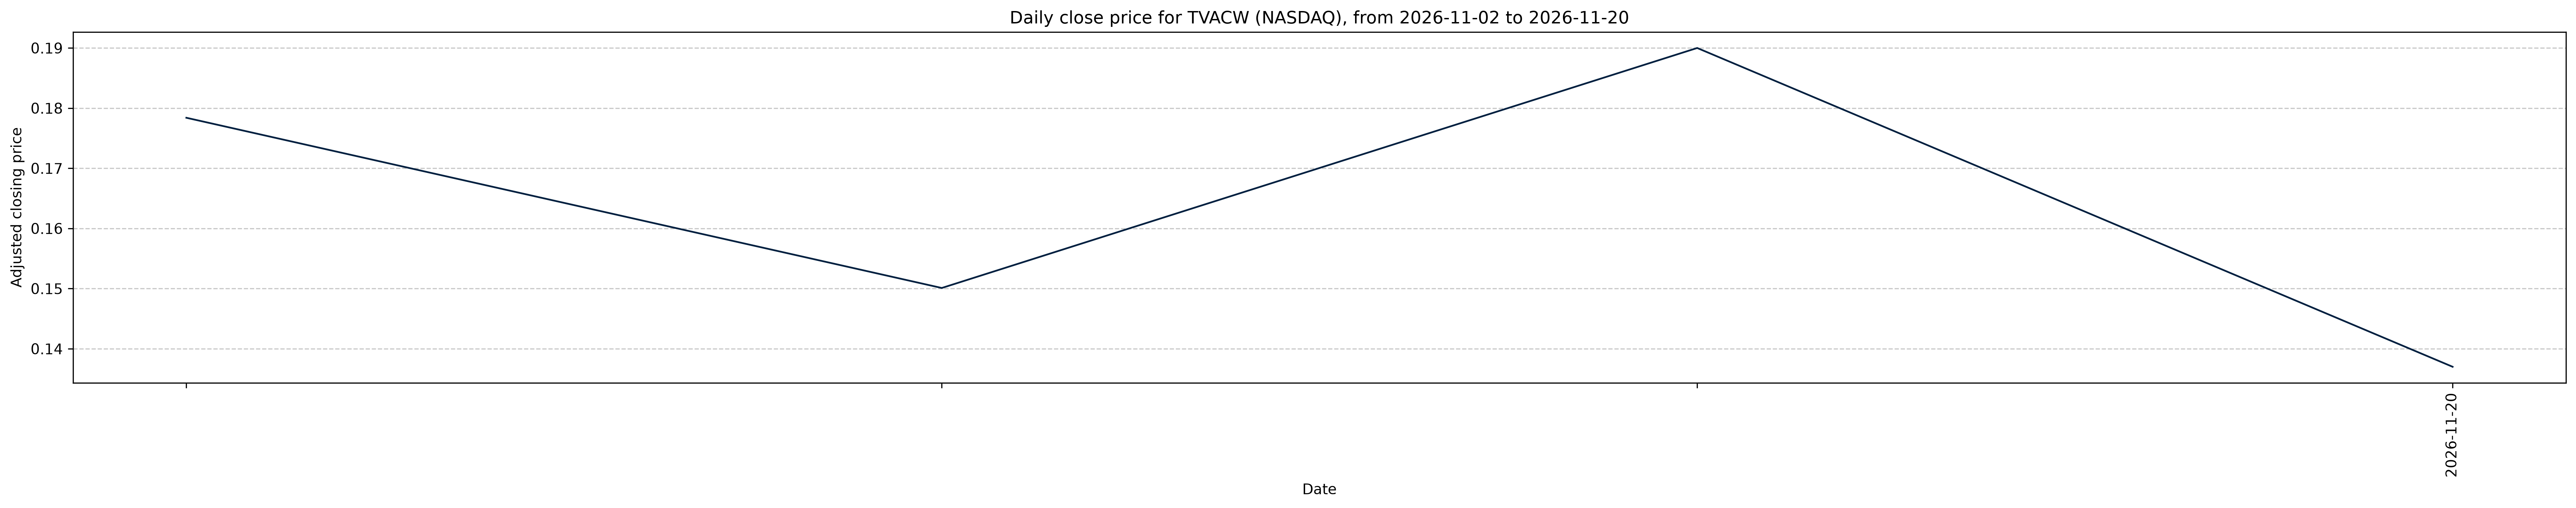 Daily close price for TVACW (NASDAQ), from 2026-11-02 to 2026-11-20
0.19
0.18
0.17
0.16
0.15
0.14
Adjusted closing price
2026-11-20
Date